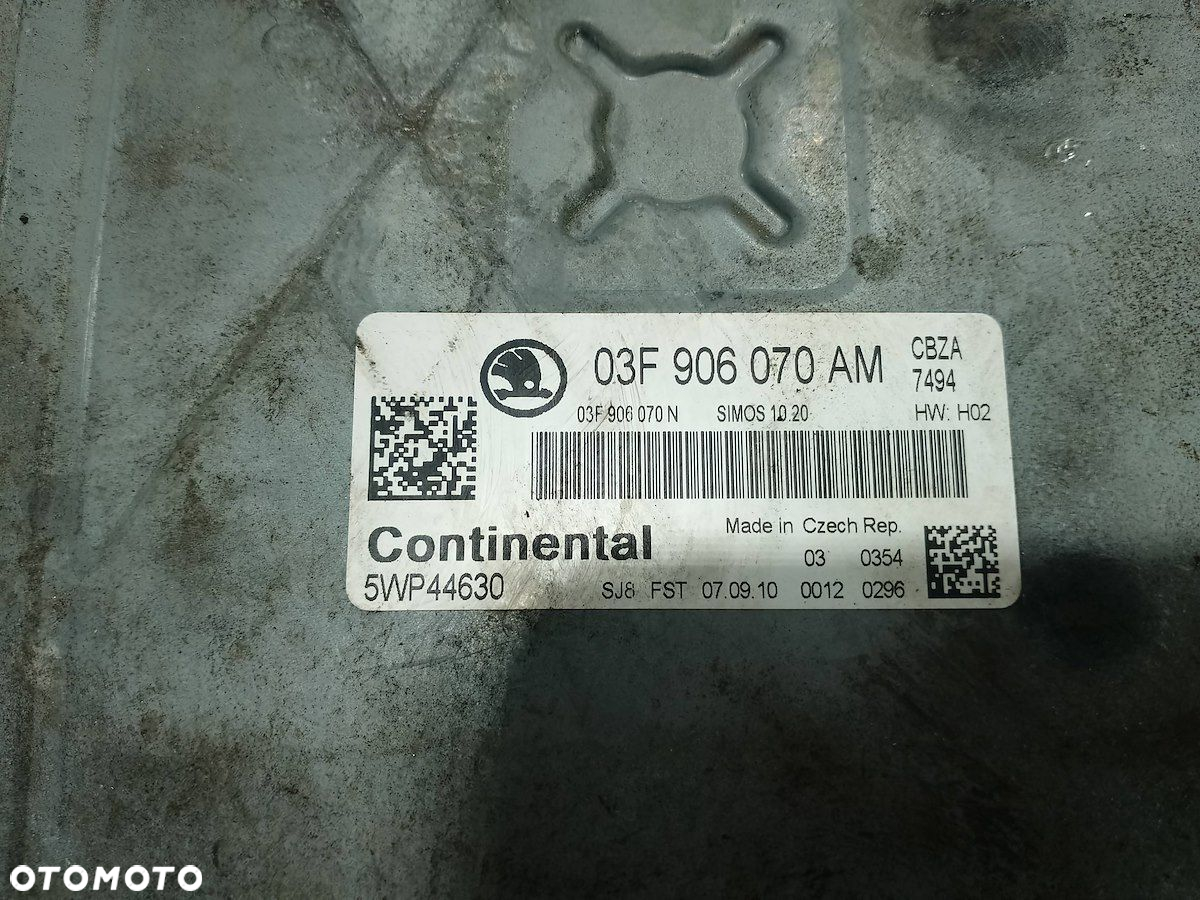 03F 906 070 AM
CBZA
7494
03F 906 070 N SIMOS 10.20 HW: H02
Made in Czech Rep.
Continental
03 0354
5WP44630
SJ8 FST 07.09.10 0012 0296
OTOMOTO